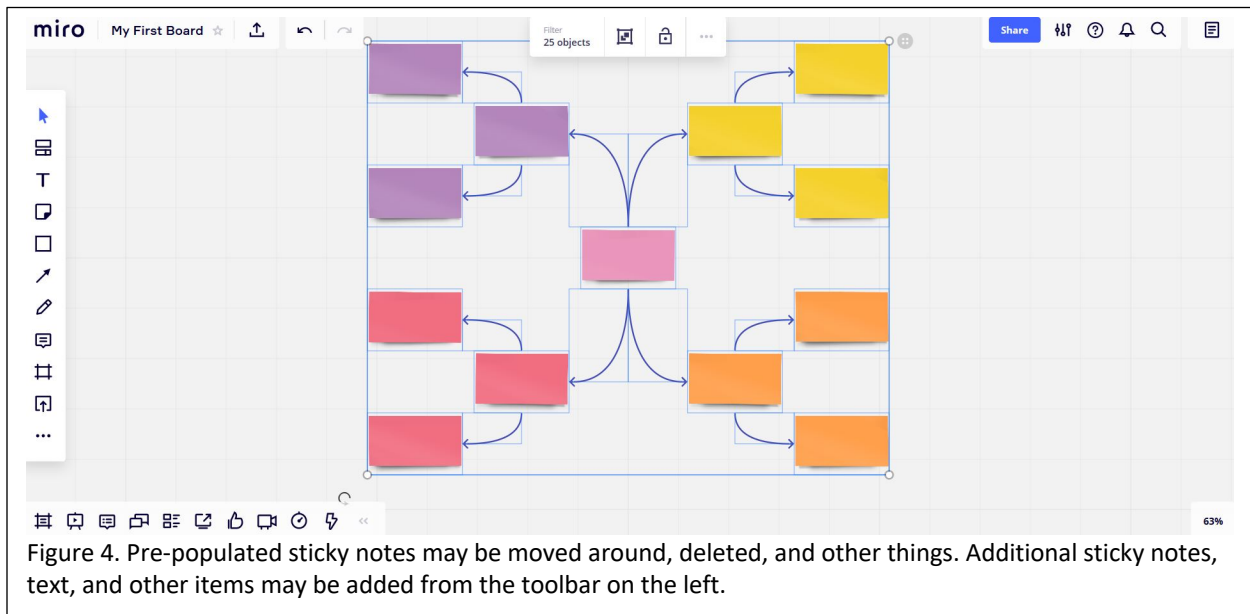 miro My First Board Share
Filter
25 objects
T
63%
Figure 4. Pre-populated sticky notes may be moved around, deleted, and other things. Additional sticky notes,
text, and other items may be added from the toolbar on the left.